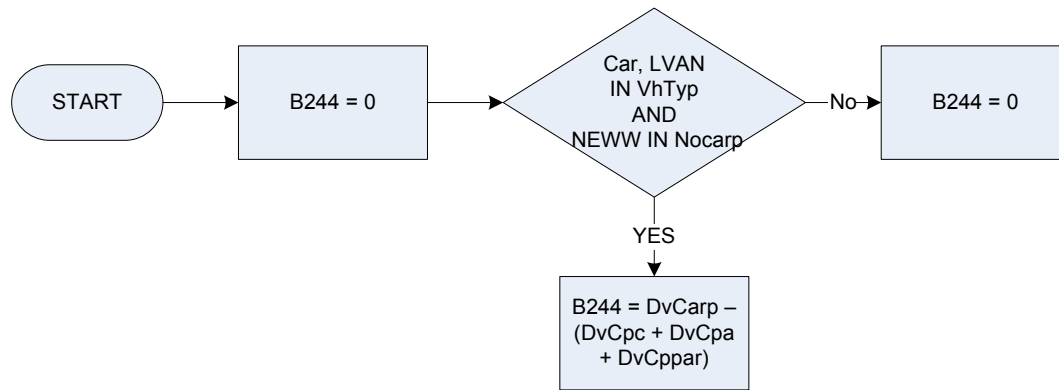 START
B244 = 0
Car, LVAN
IN VhTyp
AND
NEWW IN Nocarp
No
B244 = 0
YES
B244 = DvCarp –
(DvCpc + DvCpa
+ DvCppar)